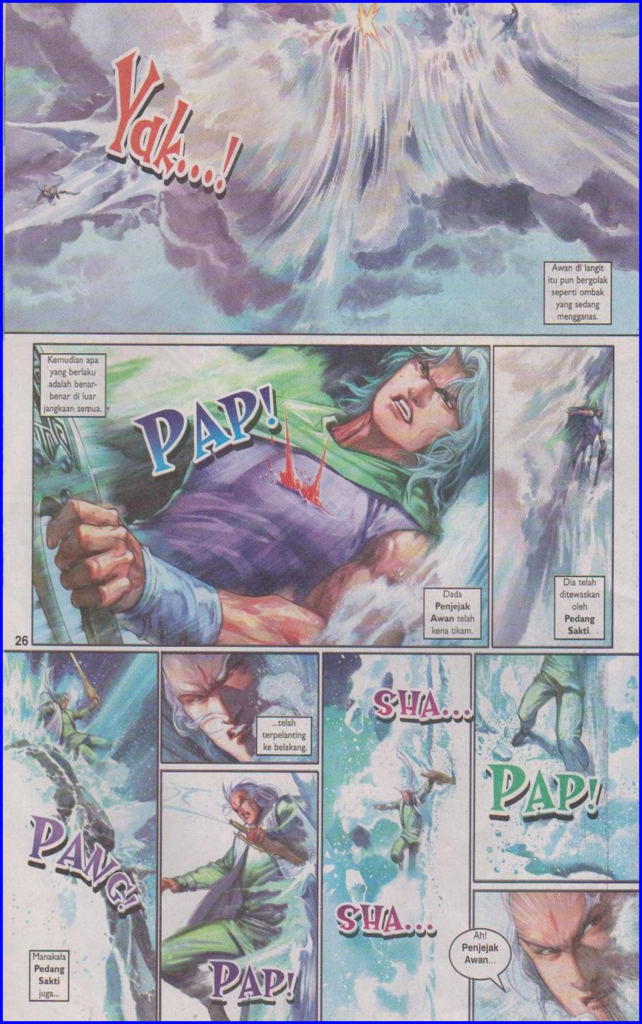 Yak....!
Awan di langit
itu pun bergolak
seperti ombak
yang sedang
mengganas.
Kemudian apa
yang berlaku
adalah benar-
benar di luar
jangkaan semua.
PAP!
Dada
Penjejak
Awan telah
kena tikam.
Dia telah
ditewaskan
oleh
Pedang
Sakti.
26
PANG!
Manakala
Pedang
Sakti
juga...
...telah
terpelanting
ke belakang.
PAP!
SHA...
SHA...
PAP!
Ah!
Penjejak
Awan...